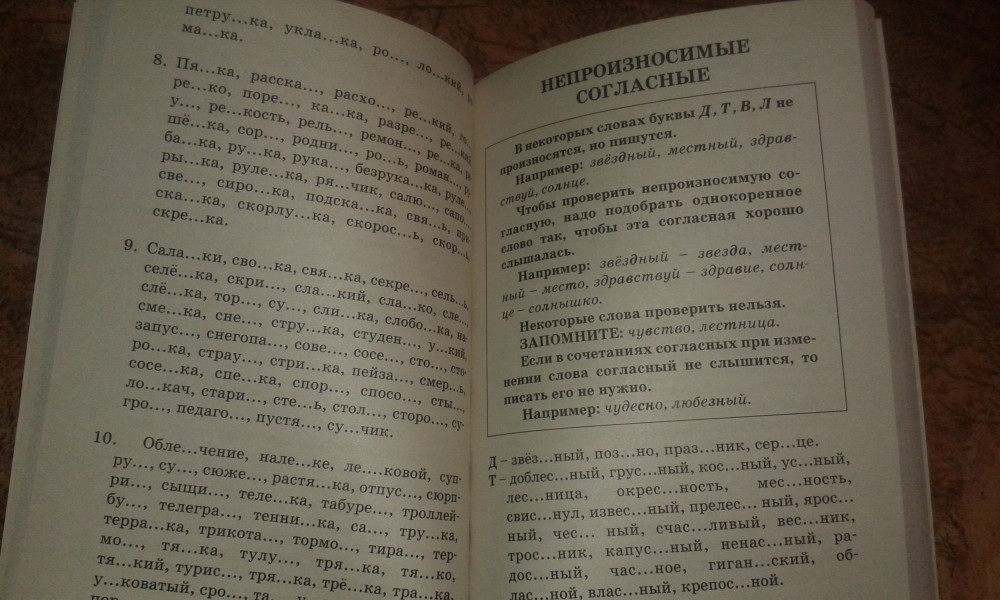 петру...ка, укла...ка, ро..., ло...кий,
ма...ка.
8. Пя...ка, расска..., расхо..., ре...кий,
ре...ко, поре..., ка...ка, разре...,
у..., ре...кость, рель..., ремон..., ре...ка,
шё...ка, сор..., родни..., ро...ь, роман...,
ба...ка, ру...ка, рука..., безрука...ка, руле...,
ры...ка, руле...ка, ря...чик, салю..., сапо...,
све..., сиро...ка, подска...ка, свя...ь,
ска...ка, скорлу...ка, скорос...ь, скор...ь,
скре...ка.
9. Сала...ки, сво...ка, свя...ка, секре...,
селё...ка, скри..., сла...кий, сла...ко, сле...,
слё...ка, тор..., су..., сли...ка, слобо...ка, на-
сме...ка, сне..., стру...ка, студен..., у...кий,
запус..., снегопа..., сове..., сосе..., сто..., сто-
ро...ка, страу..., стри...ка, пейза..., смер...ь,
сосе...ка, спе...ка, спор..., спосо..., сты...,
ло...кач, стари..., сте...ь, стол..., сторо..., су-
гро..., педаго..., пустя..., су...чик.
10. Обле...чение, нале...ке, ле...ковой, суп-
ру..., су..., сюже..., растя...ка, отпус..., сюрп-
ри..., сыщи..., теле...ка, табуре..., троллей-
бу..., телегра..., тенни...ка, са..., тру...ка,
терра...ка, трикота..., тормо..., тира..., тер-
мо..., тя...ка, тулу..., тря...ка, тя...ко,
тя...кий, турис..., тря...ка, трё...ка, тра...ка,
у...коватый, сро..., та...,
НЕПРОИЗНОСИМЫЕ
СОГЛАСНЫЕ
В некоторых словах буквы Д, Т, В, Л не
произносятся, но пишутся.
Например: звёздный, местный, здрав-
ствуй, солнце.
Чтобы проверить непроизносимую со-
гласную, надо подобрать однокоренное
слово так, чтобы эта согласная хорошо
слышалась.
Например: звёздный – звезда, мест-
ный – место, здравствуй – здравие, солн-
це – солнышко.
Некоторые слова проверить нельзя.
ЗАПОМНИТЕ: чувство, лестница.
Если в сочетаниях согласных при изме-
нении слова согласный не слышится, то
писать его не нужно.
Например: чудесно, любезный.
Д – звёз...ный, поз...но, праз...ник, сер...це.
Т – доблес...ный, грус...ный, кос...ный, ус...ный,
лес...ница, окрес...ность, мес...ность,
свис...нул, извес...ный, прелес... ный, ярос...
ный, чес... ный, счас...ливый, вес...ник,
трос...ник, капус...ный, ненас...ный, ра-
дос...ный, час...ное, гиган...ский, об-
лас...ной, влас...ный, крепос...ной.